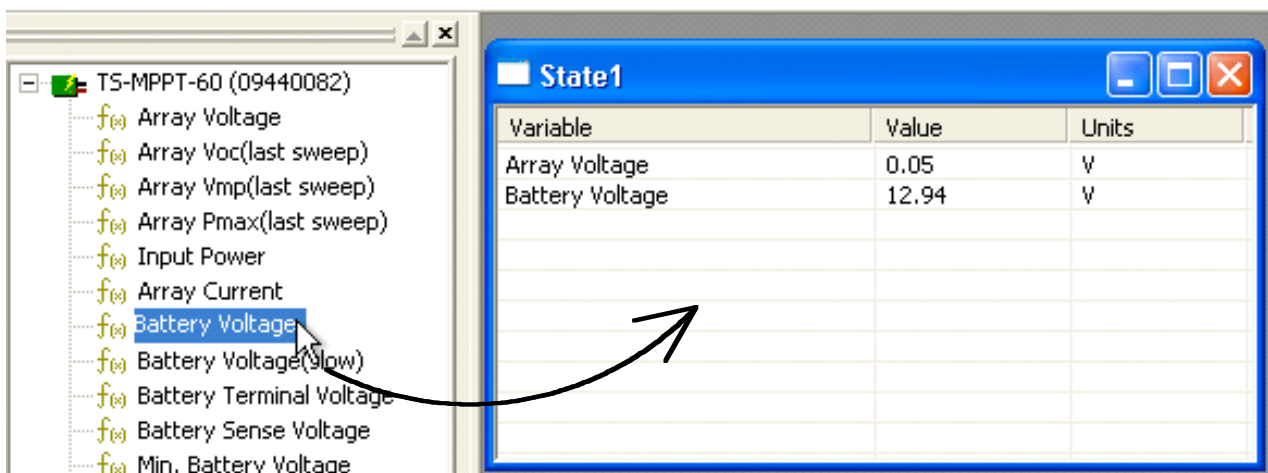 TS-MPPT-60 (09440082)
f(x) Array Voltage
f(x) Array Voc(last sweep)
f(x) Array Vmp(last sweep)
f(x) Array Pmax(last sweep)
f(x) Input Power
f(x) Array Current
f(x) Battery Voltage
f(x) Battery Voltage(slow)
f(x) Battery Terminal Voltage
f(x) Battery Sense Voltage
f(x) Min. Battery Voltage
State1
Variable Value Units
Array Voltage 0.05 V
Battery Voltage 12.94 V